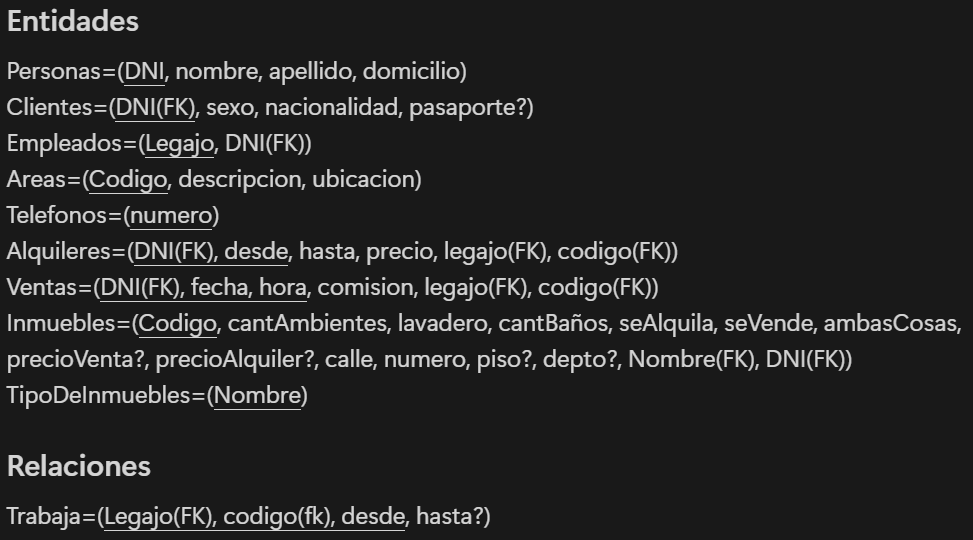 Entidades
Personas=(DNI, nombre, apellido, domicilio)
Clientes=(DNI(FK), sexo, nacionalidad, pasaporte?)
Empleados=(Legajo, DNI(FK))
Areas=(Codigo, descripcion, ubicacion)
Telefonos=(numero)
Alquileres=(DNI(FK), desde, hasta, precio, legajo(FK), codigo(FK))
Ventas=(DNI(FK), fecha, hora, comision, legajo(FK), codigo(FK))
Inmuebles=(Codigo, cantAmbientes, lavadero, cantBaños, seAlquila, seVende, ambasCosas,
precioVenta?, precioAlquiler?, calle, numero, piso?, depto?, Nombre(FK), DNI(FK))
TipoDeInmuebles=(Nombre)
Relaciones
Trabaja=(Legajo(FK), codigo(fk), desde, hasta?)